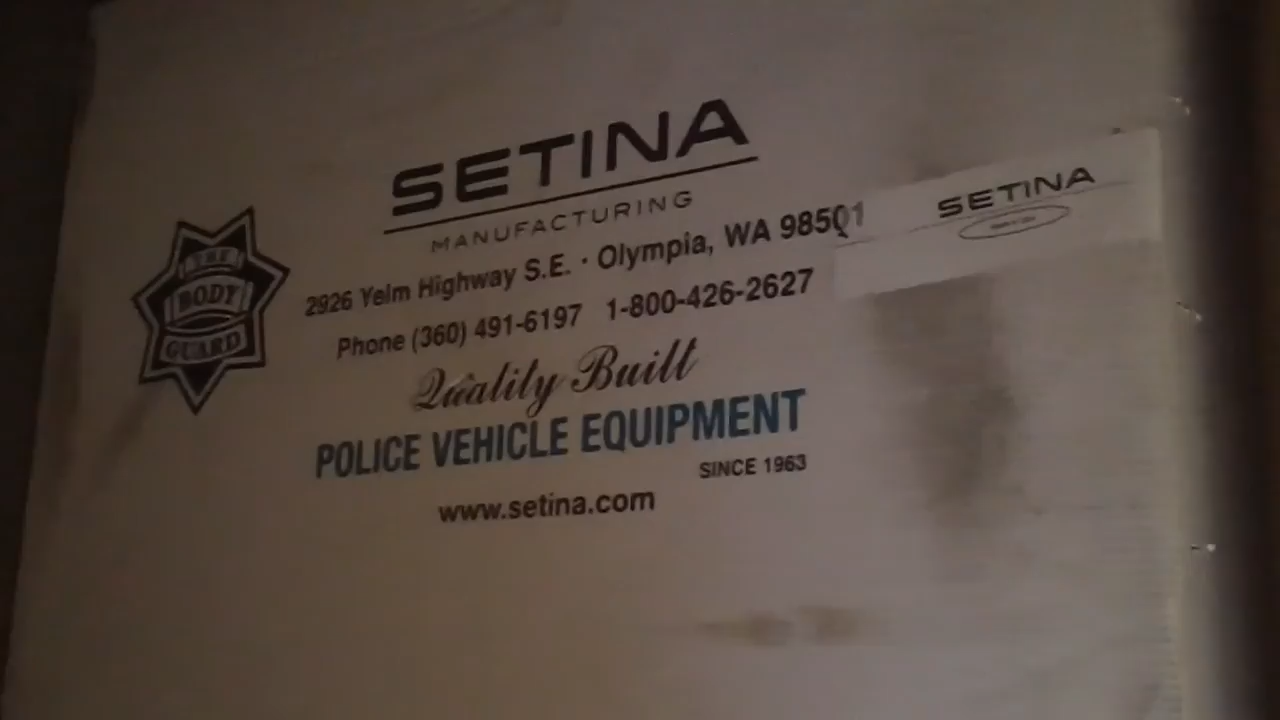 SETINA
MANUFACTURING
2926 Yelm Highway S.E. · Olympia, WA 98501
Phone (360) 491-6197 1-800-426-2627
Quality Built
POLICE VEHICLE EQUIPMENT
SINCE 1963
www.setina.com
THE
BODY
GUARD
SETINA